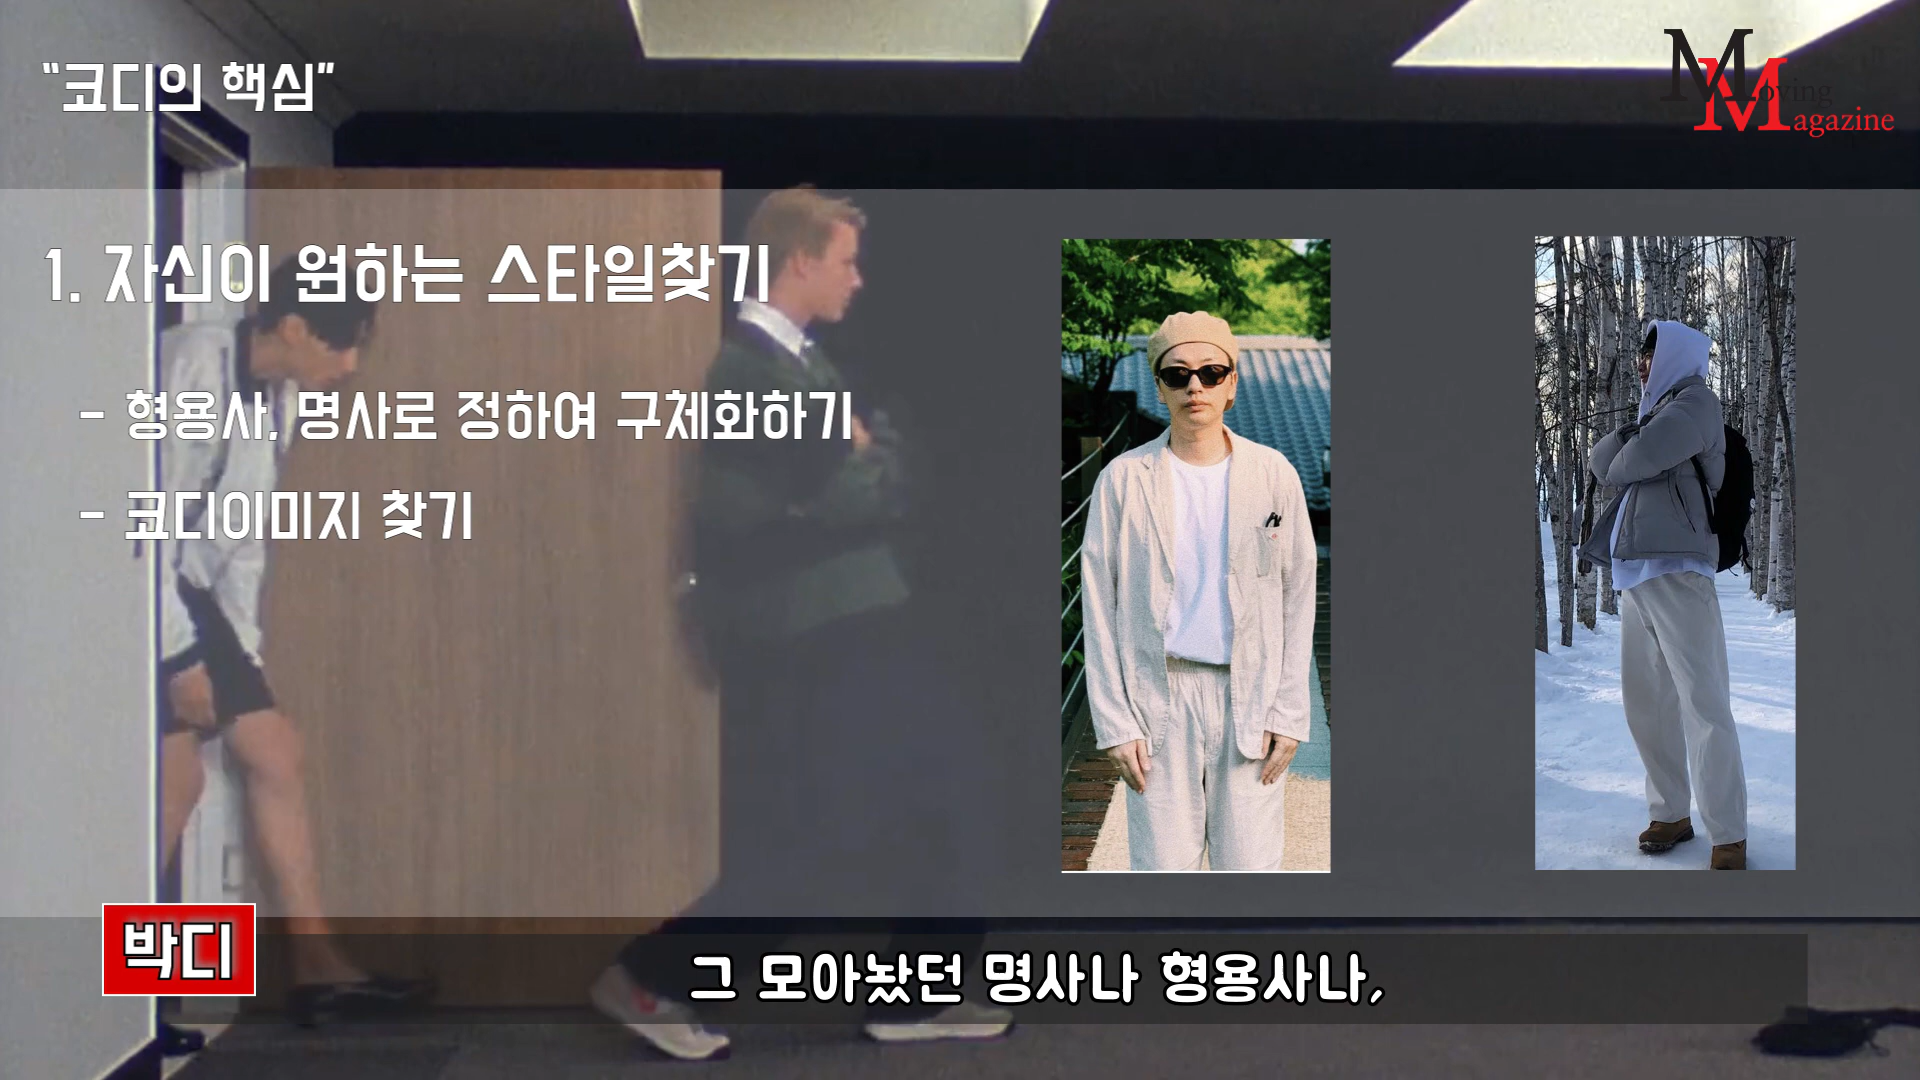 "코디의 핵심"
Moving
Magazine
1. 자신이 원하는 스타일찾기
- 형용사, 명사로 정하여 구체화하기
- 코디이미지 찾기
박디
그 모아놨던 명사나 형용사나,